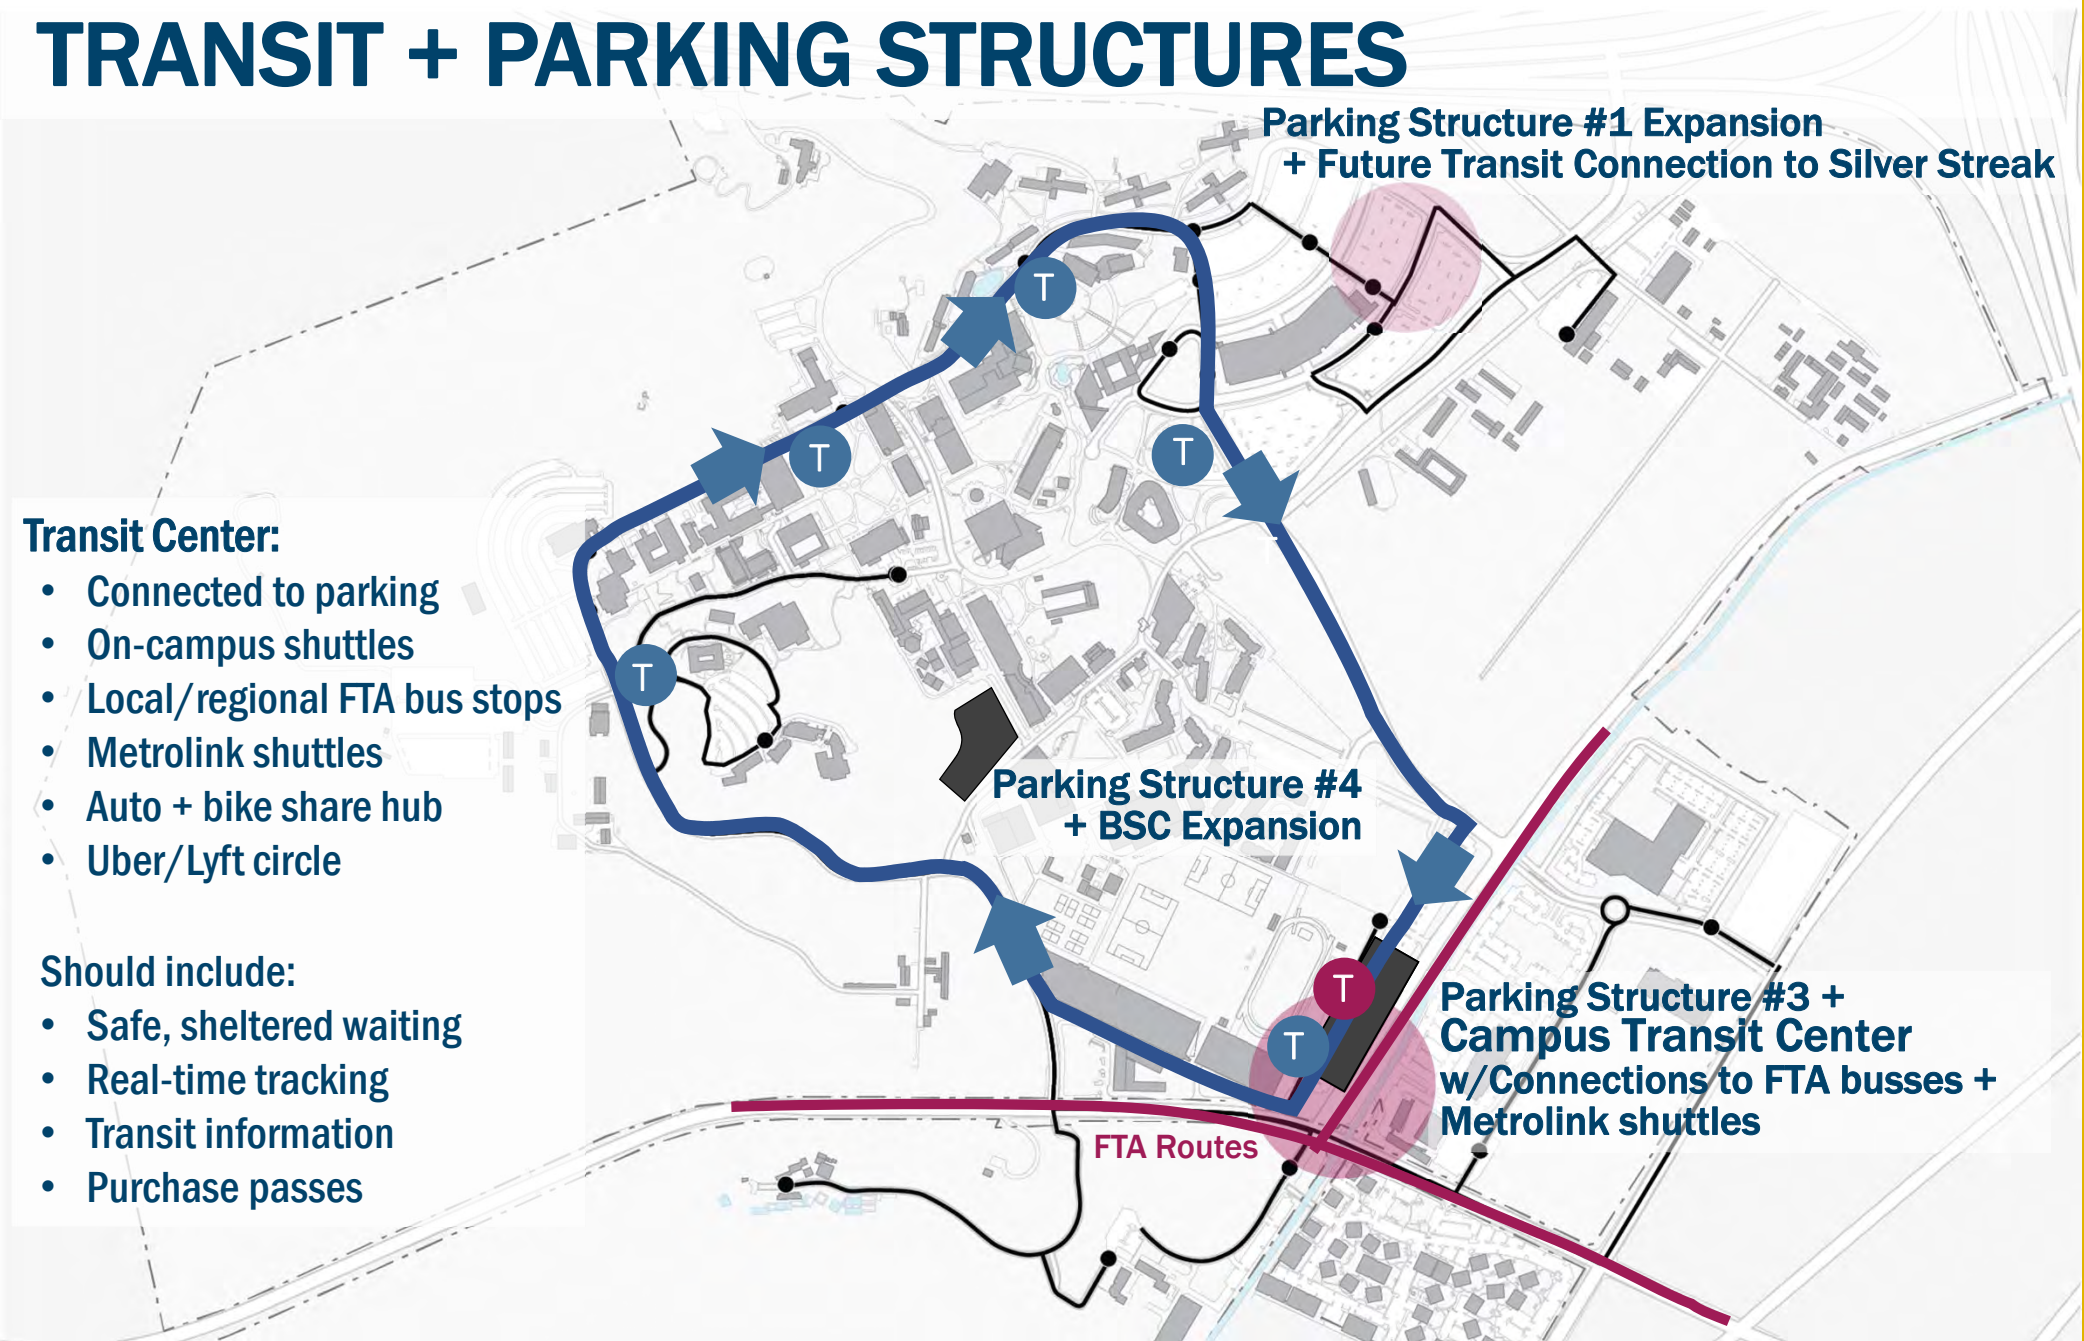 TRANSIT + PARKING STRUCTURES
Parking Structure #1 Expansion
+ Future Transit Connection to Silver Streak
T
T
T
Transit Center:
• Connected to parking
• On-campus shuttles
• Local/regional FTA bus stops
• Metrolink shuttles
• Auto + bike share hub
• Uber/Lyft circle
T
Parking Structure #4
+ BSC Expansion
Should include:
• Safe, sheltered waiting
• Real-time tracking
• Transit information
• Purchase passes
T
T
Parking Structure #3 +
Campus Transit Center
w/Connections to FTA busses +
Metrolink shuttles
FTA Routes